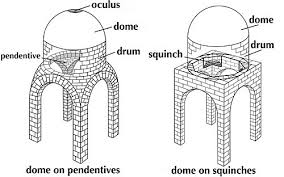 oculus
dome
drum
pendentive
dome on pendentives
dome
drum
squinch
dome on squinches